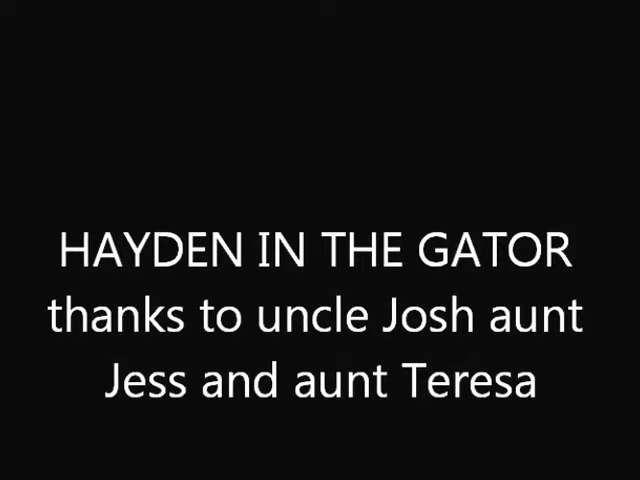 HAYDEN IN THE GATOR
thanks to uncle Josh aunt
Jess and aunt Teresa